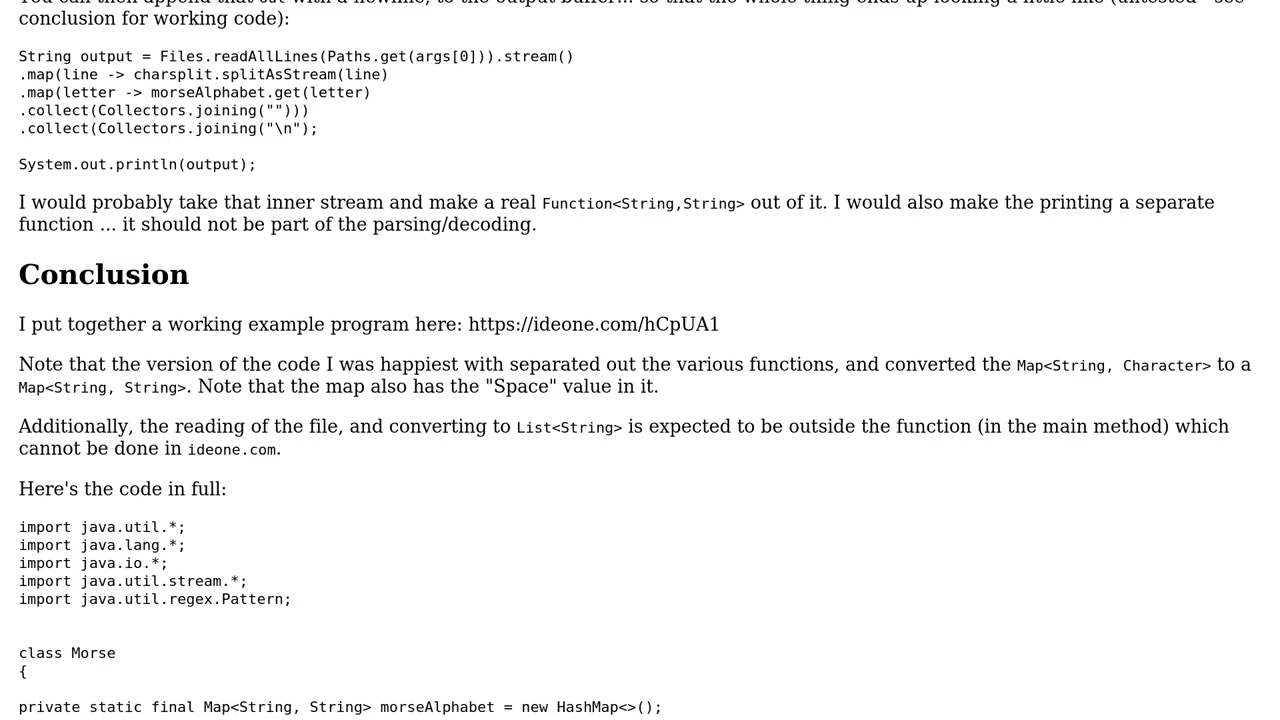 conclusion for working code):
String output = Files.readAllLines(Paths.get(args[0])).stream()
.map(line -> charsplit.splitAsStream(line)
.map(letter -> morseAlphabet.get(letter)
.collect(Collectors.joining("")))
.collect(Collectors.joining("\n");
System.out.println(output);
I would probably take that inner stream and make a real Function<String,String> out of it. I would also make the printing a separate
function ... it should not be part of the parsing/decoding.
Conclusion
I put together a working example program here: https://ideone.com/hCpUA1
Note that the version of the code I was happiest with separated out the various functions, and converted the Map<String, Character> to a
Map<String, String>. Note that the map also has the "Space" value in it.
Additionally, the reading of the file, and converting to List<String> is expected to be outside the function (in the main method) which
cannot be done in ideone.com.
Here's the code in full:
import java.util.*;
import java.lang.*;
import java.io.*;
import java.util.stream.*;
import java.util.regex.Pattern;
class Morse
{
private static final Map<String, String> morseAlphabet = new HashMap<>();